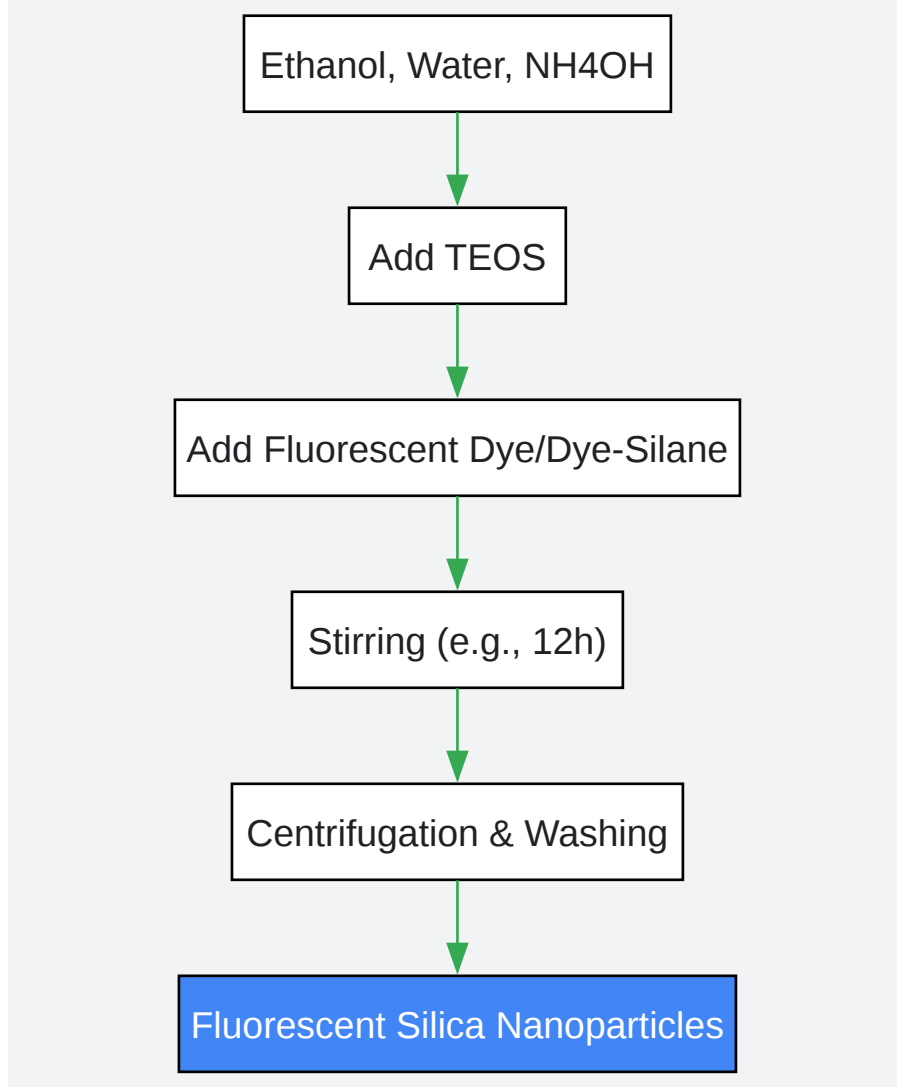 Ethanol, Water, NH4OH
Add TEOS
Add Fluorescent Dye/Dye-Silane
Stirring (e.g., 12h)
Centrifugation & Washing
Fluorescent Silica Nanoparticles